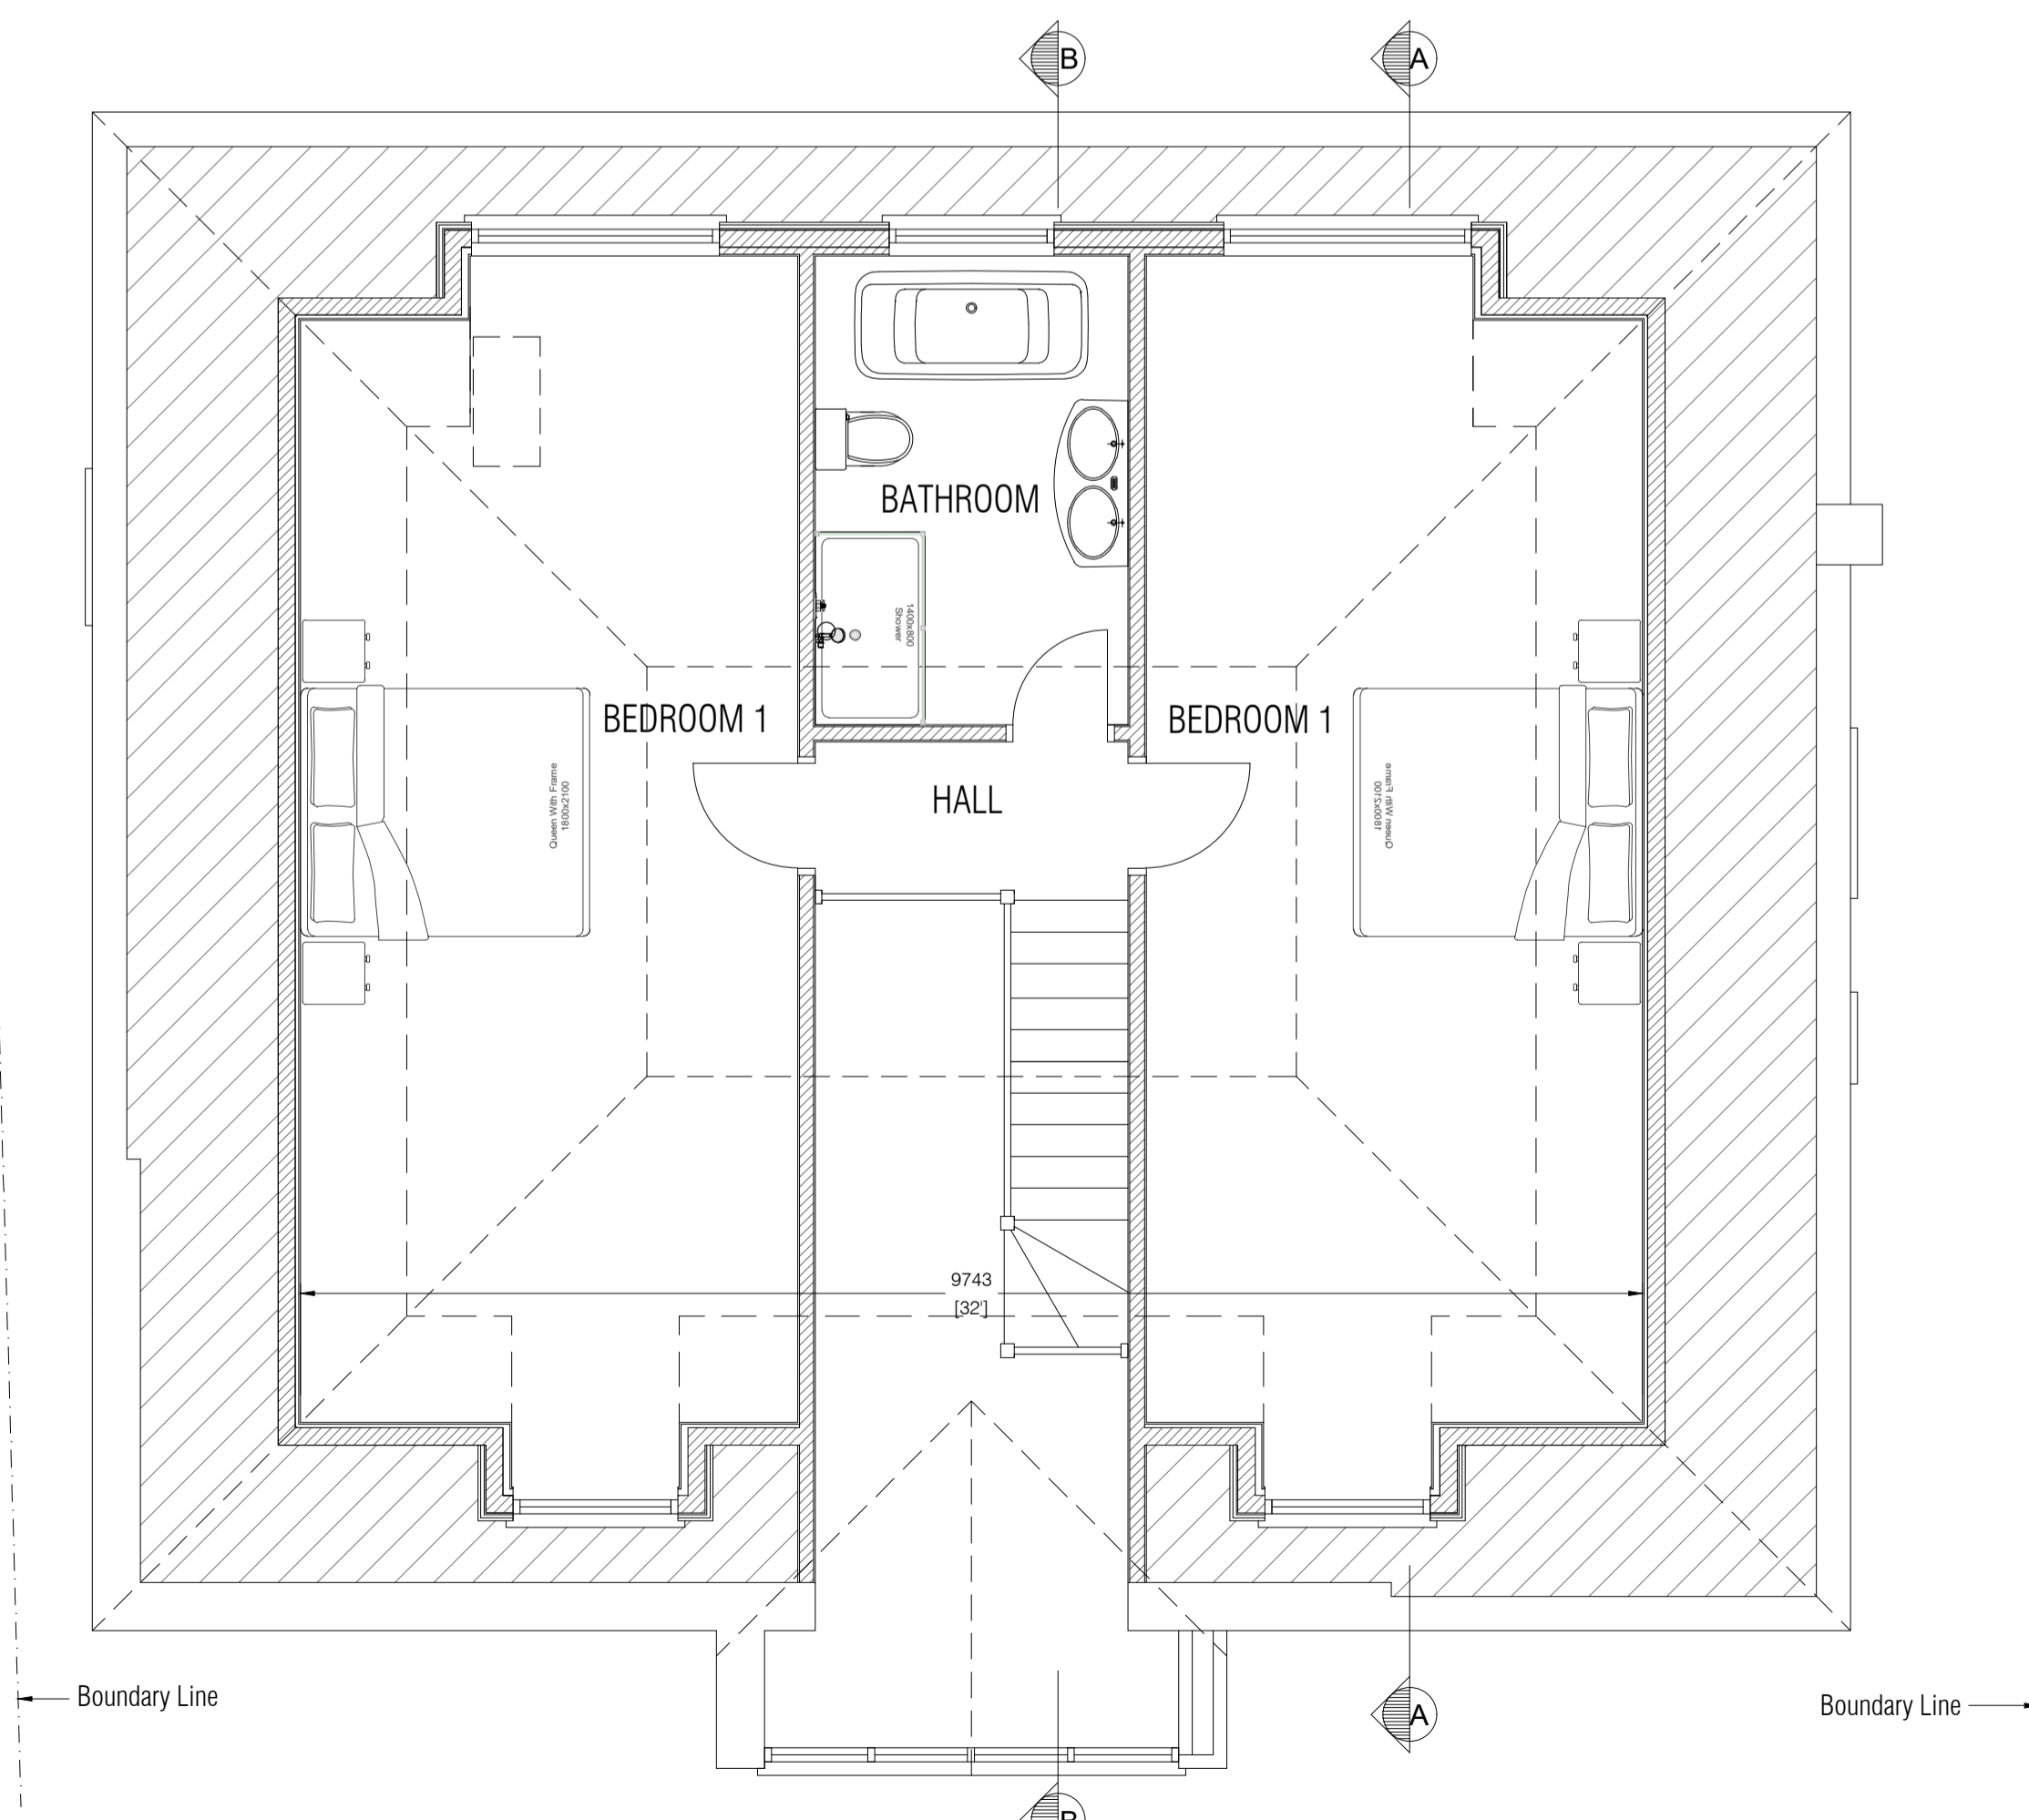 B
A
BATHROOM
1400x800
Shower
BEDROOM 1
BEDROOM 1
Queen With Frame
1800x2100
Queen With Frame
1800x2100
HALL
9743
[32']
Boundary Line
A
Boundary Line
B